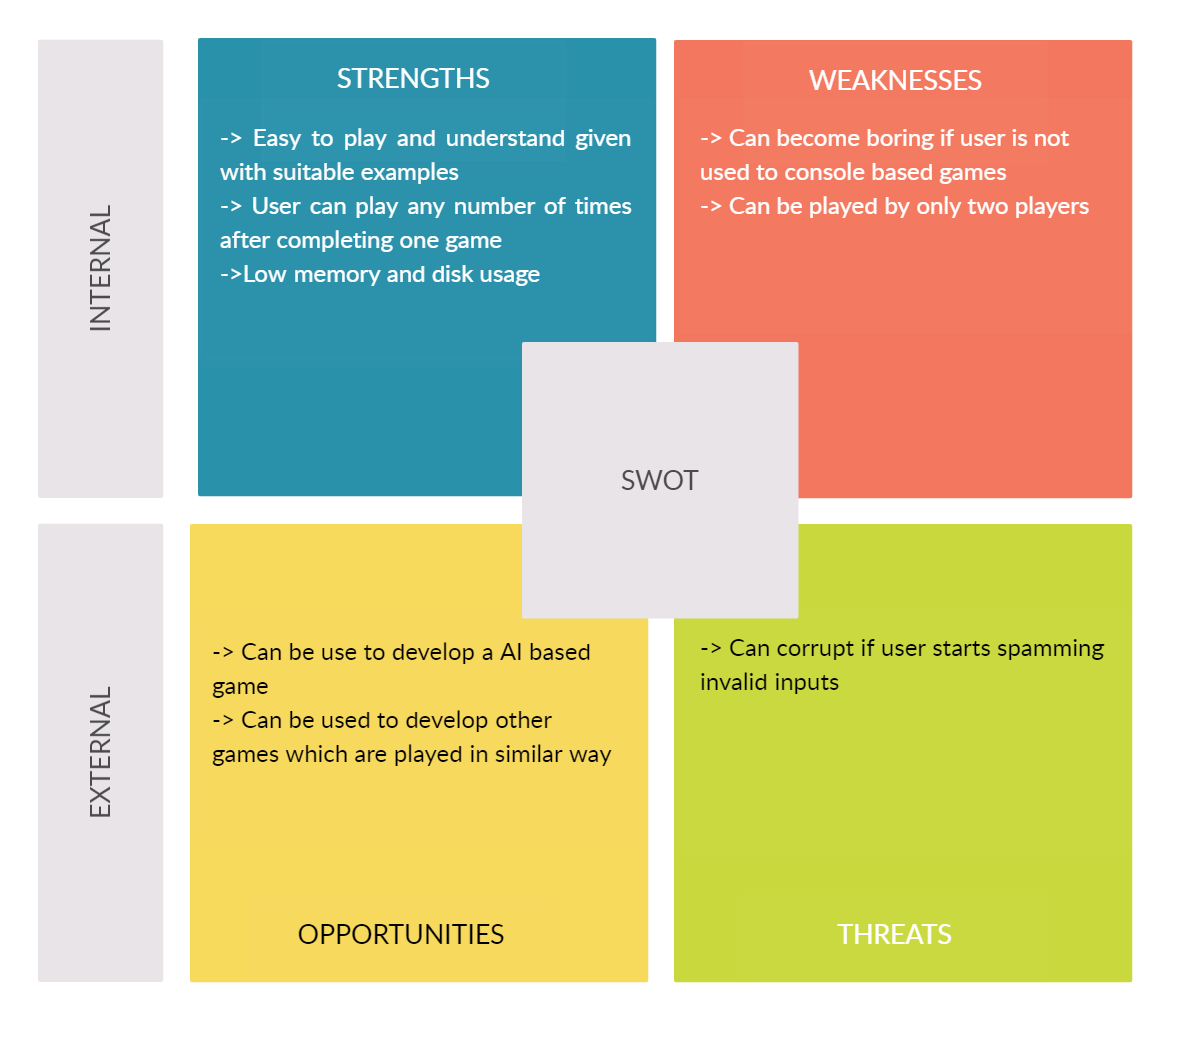 INTERNAL
STRENGTHS
-> Easy to play and understand given
with suitable examples
-> User can play any number of times
after completing one game
->Low memory and disk usage
WEAKNESSES
-> Can become boring if user is not
used to console based games
-> Can be played by only two players
SWOT
EXTERNAL
-> Can be use to develop a AI based
game
-> Can be used to develop other
games which are played in similar way
OPPORTUNITIES
-> Can corrupt if user starts spamming
invalid inputs
THREATS